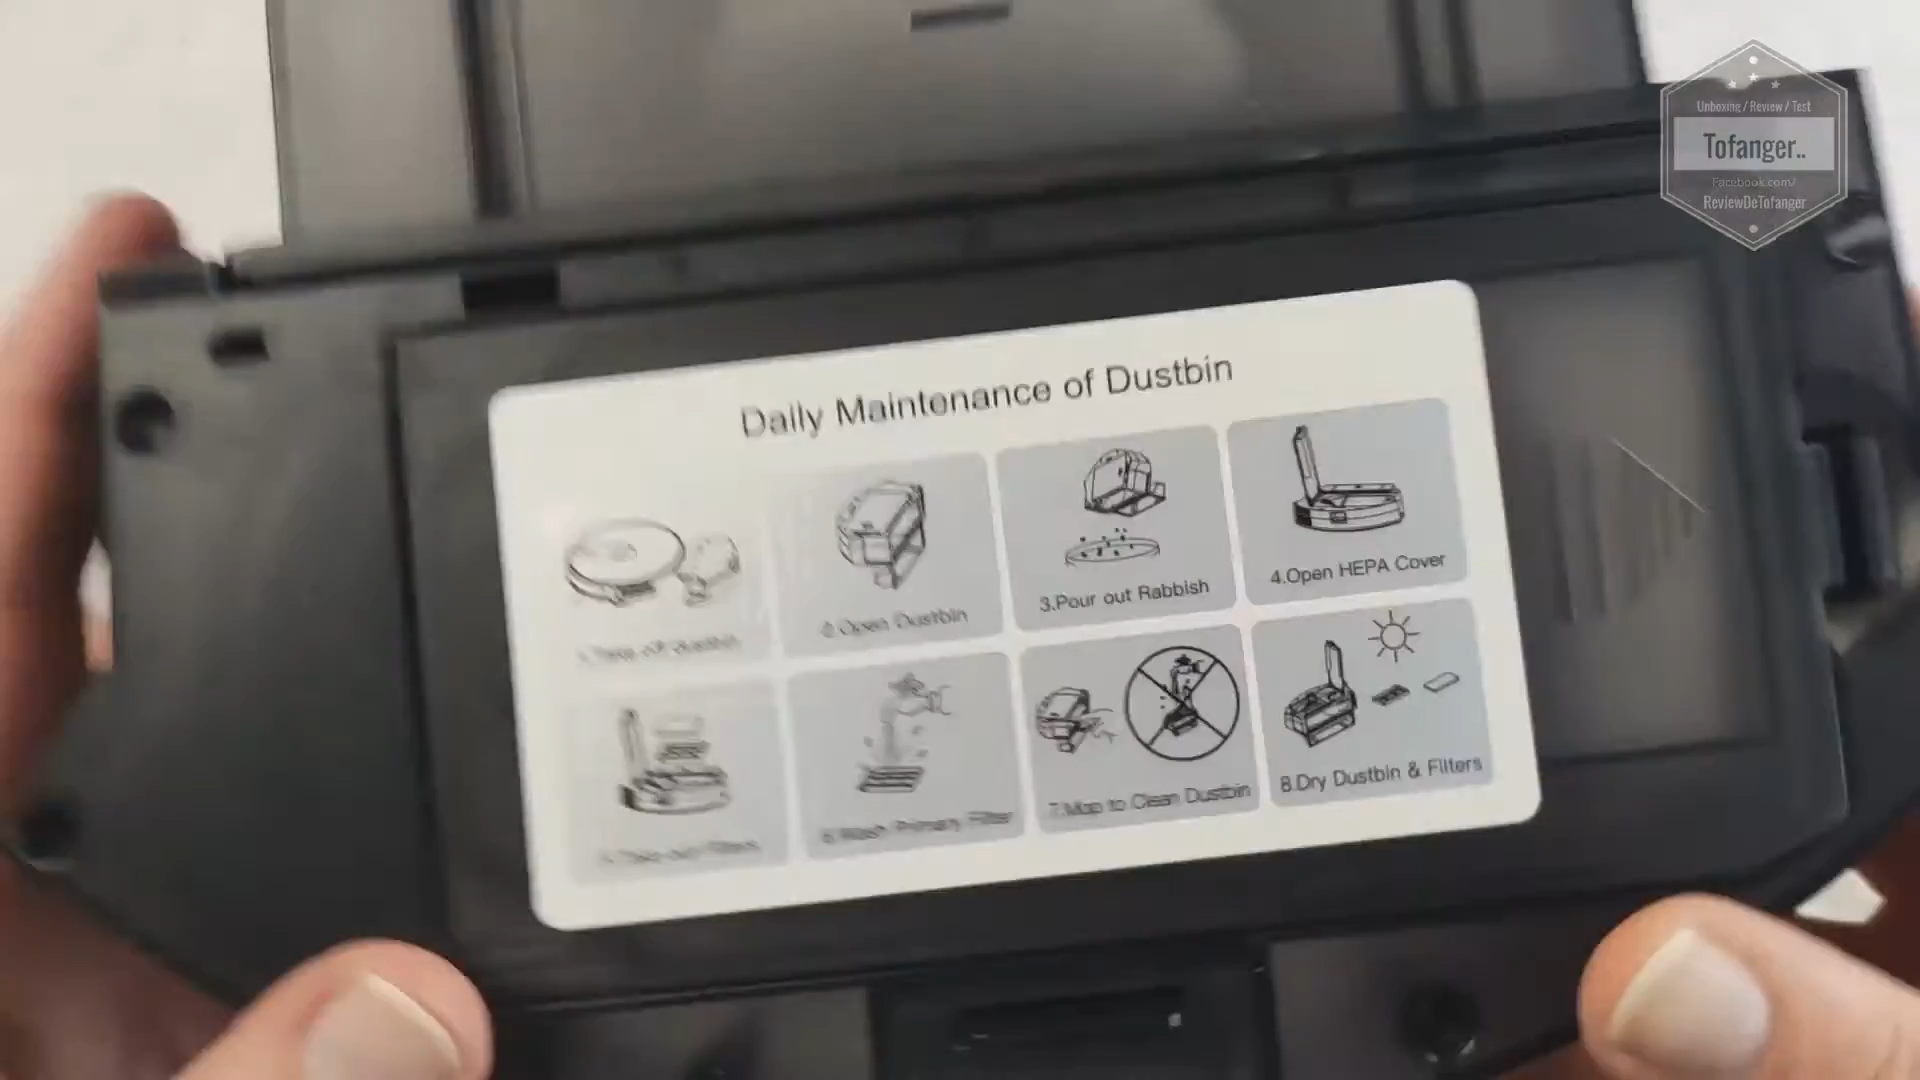 Unboxing / Review / Test
Tofanger..
Facebook.com/
ReviewDeTofanger
Daily Maintenance of Dustbin
2.Open Dustbin
3.Pour out Rabbish
4.Open HEPA Cover
6.Wash Primary Filter
7.Map to Clean Dustbin
8.Dry Dustbin & Filters